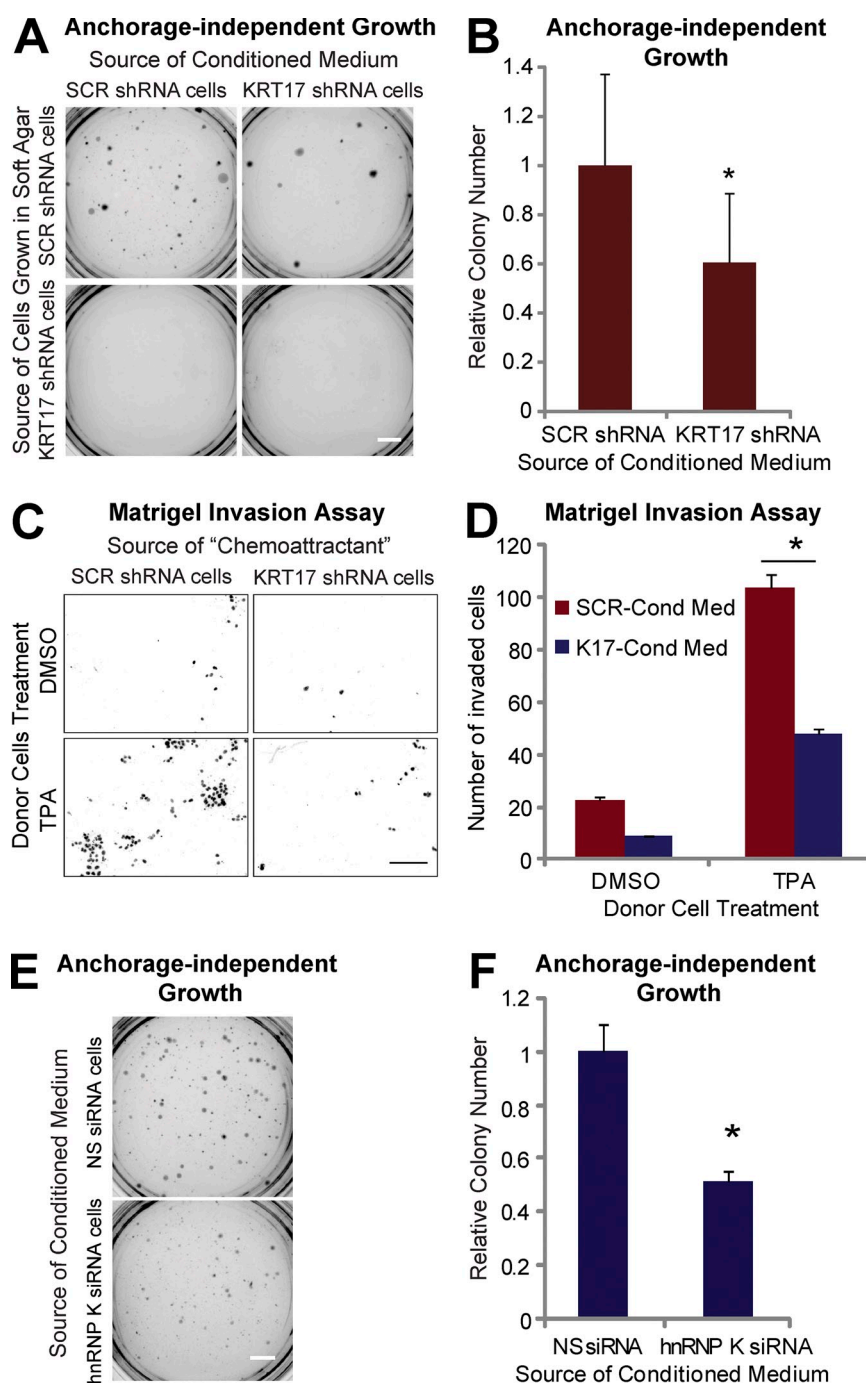 A Anchorage-independent Growth
Source of Conditioned Medium
SCR shRNA cells KRT17 shRNA cells
Source of Cells Grown in Soft Agar
SCR shRNA cells
KRT17 shRNA cells
B Anchorage-independent
Growth
Relative Colony Number
1.4
1.2
1
0.8
0.6
0.4
0.2
0
*
SCR shRNA KRT17 shRNA
Source of Conditioned Medium
C Matrigel Invasion Assay
Source of “Chemoattractant”
SCR shRNA cells KRT17 shRNA cells
Donor Cells Treatment
DMSO
TPA
D Matrigel Invasion Assay
Number of invaded cells
120
100
80
60
40
20
0
*
SCR-Cond Med
K17-Cond Med
DMSO TPA
Donor Cell Treatment
E Anchorage-independent
Growth
Source of Conditioned Medium
NS siRNA cells
hnRNP K siRNA cells
F Anchorage-independent
Growth
Relative Colony Number
1.2
1
0.8
0.6
0.4
0.2
0
*
NS siRNA hnRNP K siRNA
Source of Conditioned Medium